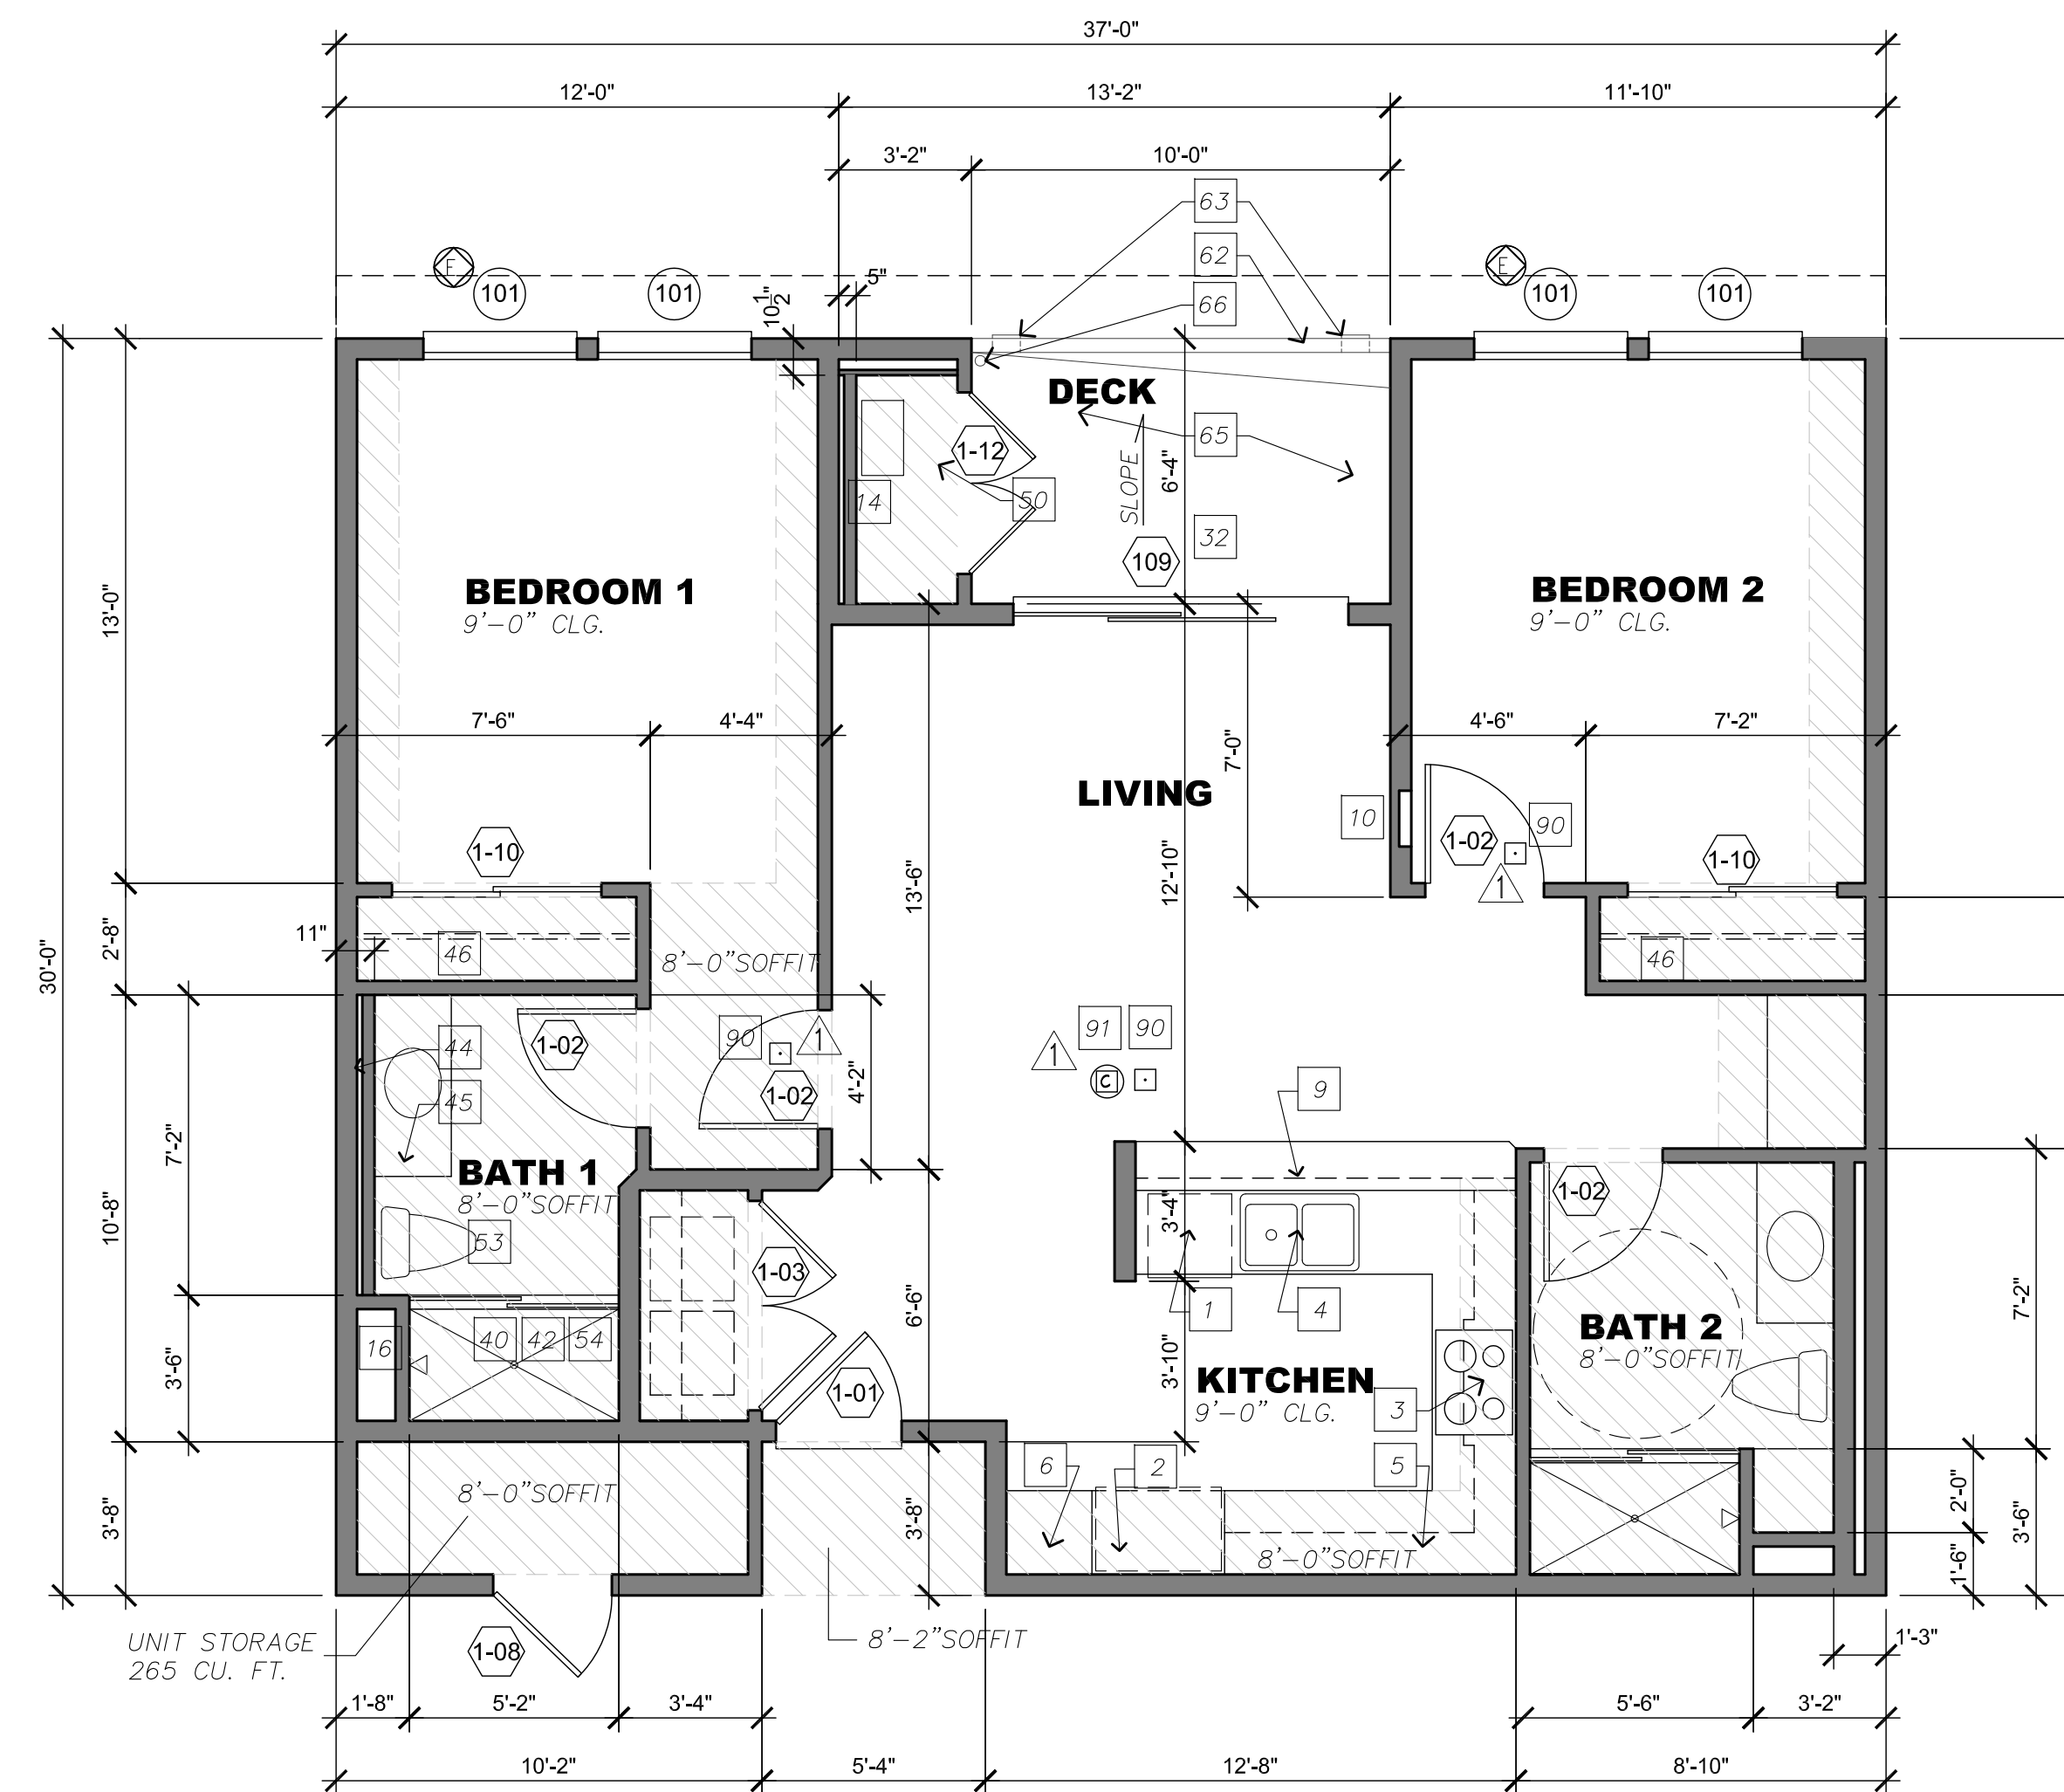 37'-0"
12'-0" 13'-2" 11'-10"
3'-2" 10'-0"
63
62
66
E 101 101
5"
10 1/2"
E 101 101
DECK
65
SLOPE
6'-4"
1-12
14
50
32
109
30'-0"
13'-0"
BEDROOM 1
9'-0" CLG.
BEDROOM 2
9'-0" CLG.
7'-6" 4'-4"
4'-6" 7'-2"
7'-0"
LIVING
10
1-02
90
1
1-10
1-10
13'-6"
12'-10"
2'-8"
11"
46
8'-0"SOFFIT
46
44
1-02
90
1
91 90
1
C
45
1-02
4'-2"
9
7'-2"
BATH 1
8'-0"SOFFIT
53
1-02
3'-4"
10'-8"
1-03
6'-6"
1
4
16
40 42 54
3'-6"
1-01
3'-10"
KITCHEN
9'-0" CLG.
3
BATH 2
8'-0"SOFFIT
7'-2"
6
2
5
8'-0"SOFFIT
3'-8"
3'-8"
8'-0"SOFFIT
2'-0"
3'-6"
1'-6"
UNIT STORAGE
265 CU. FT.
1-08
8'-2"SOFFIT
1'-3"
1'-8" 5'-2" 3'-4"
5'-6" 3'-2"
10'-2" 5'-4" 12'-8" 8'-10"